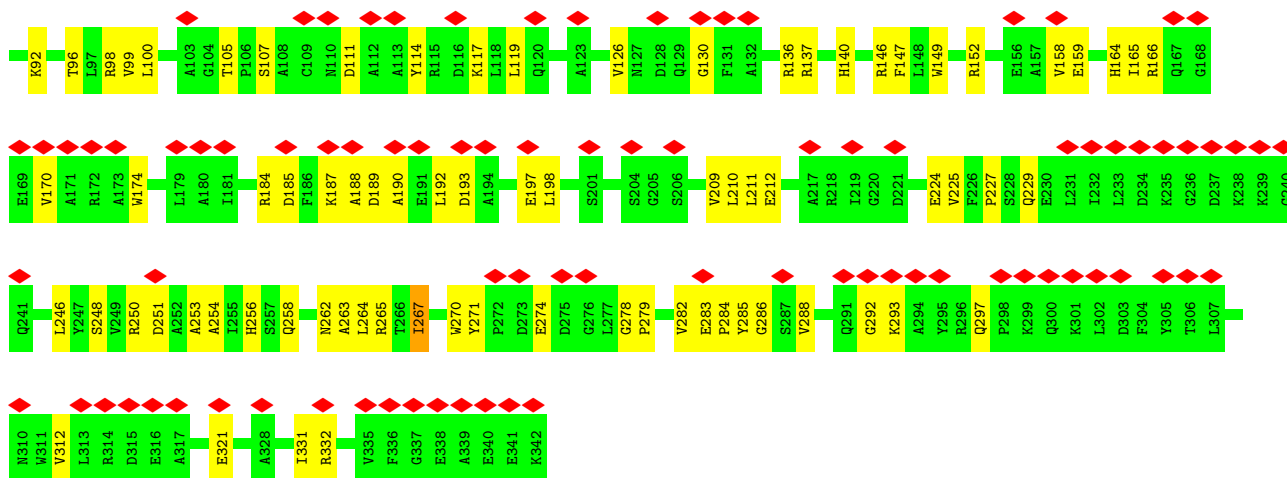 K92 T96 L97 R98 V99 L100 A103 G104 T105 P106 S107 A108 C109 N110 D111 A112 A113 Y114 R115 D116 K117 L118 L119 Q120 A123 V126 N127 D128 Q129 G130 F131 A132 R136 R137 H140 R146 F147 L148 W149 R152 E156 A157 V158 E159 H164 I165 R166 Q167 G168
E169 V170 A171 R172 A173 W174 L179 A180 I181 R184 D185 F186 K187 A188 D189 A190 E191 L192 D193 A194 E197 L198 S201 S204 G205 S206 V209 L210 L211 E212 A217 R218 I219 G220 D221 E224 V225 F226 P227 S228 Q229 E230 L231 I232 L233 D234 K235 G236 D237 K238 K239 G240
Q241 L246 Y247 S248 V249 R250 D251 A252 A253 A254 I255 H256 S257 Q258 N262 A263 L264 R265 T266 I267 W270 Y271 P272 D273 E274 D275 G276 L277 G278 P279 V282 E283 P284 Y285 G286 S287 V288 Q291 G292 K293 A294 Y295 R296 Q297 P298 K299 Q300 K301 L302 D303 F304 Y305 T306 L307
N310 W311 V312 L313 R314 D315 E316 A317 E321 A328 I331 R332 V335 F336 G337 E338 A339 E340 E341 K342